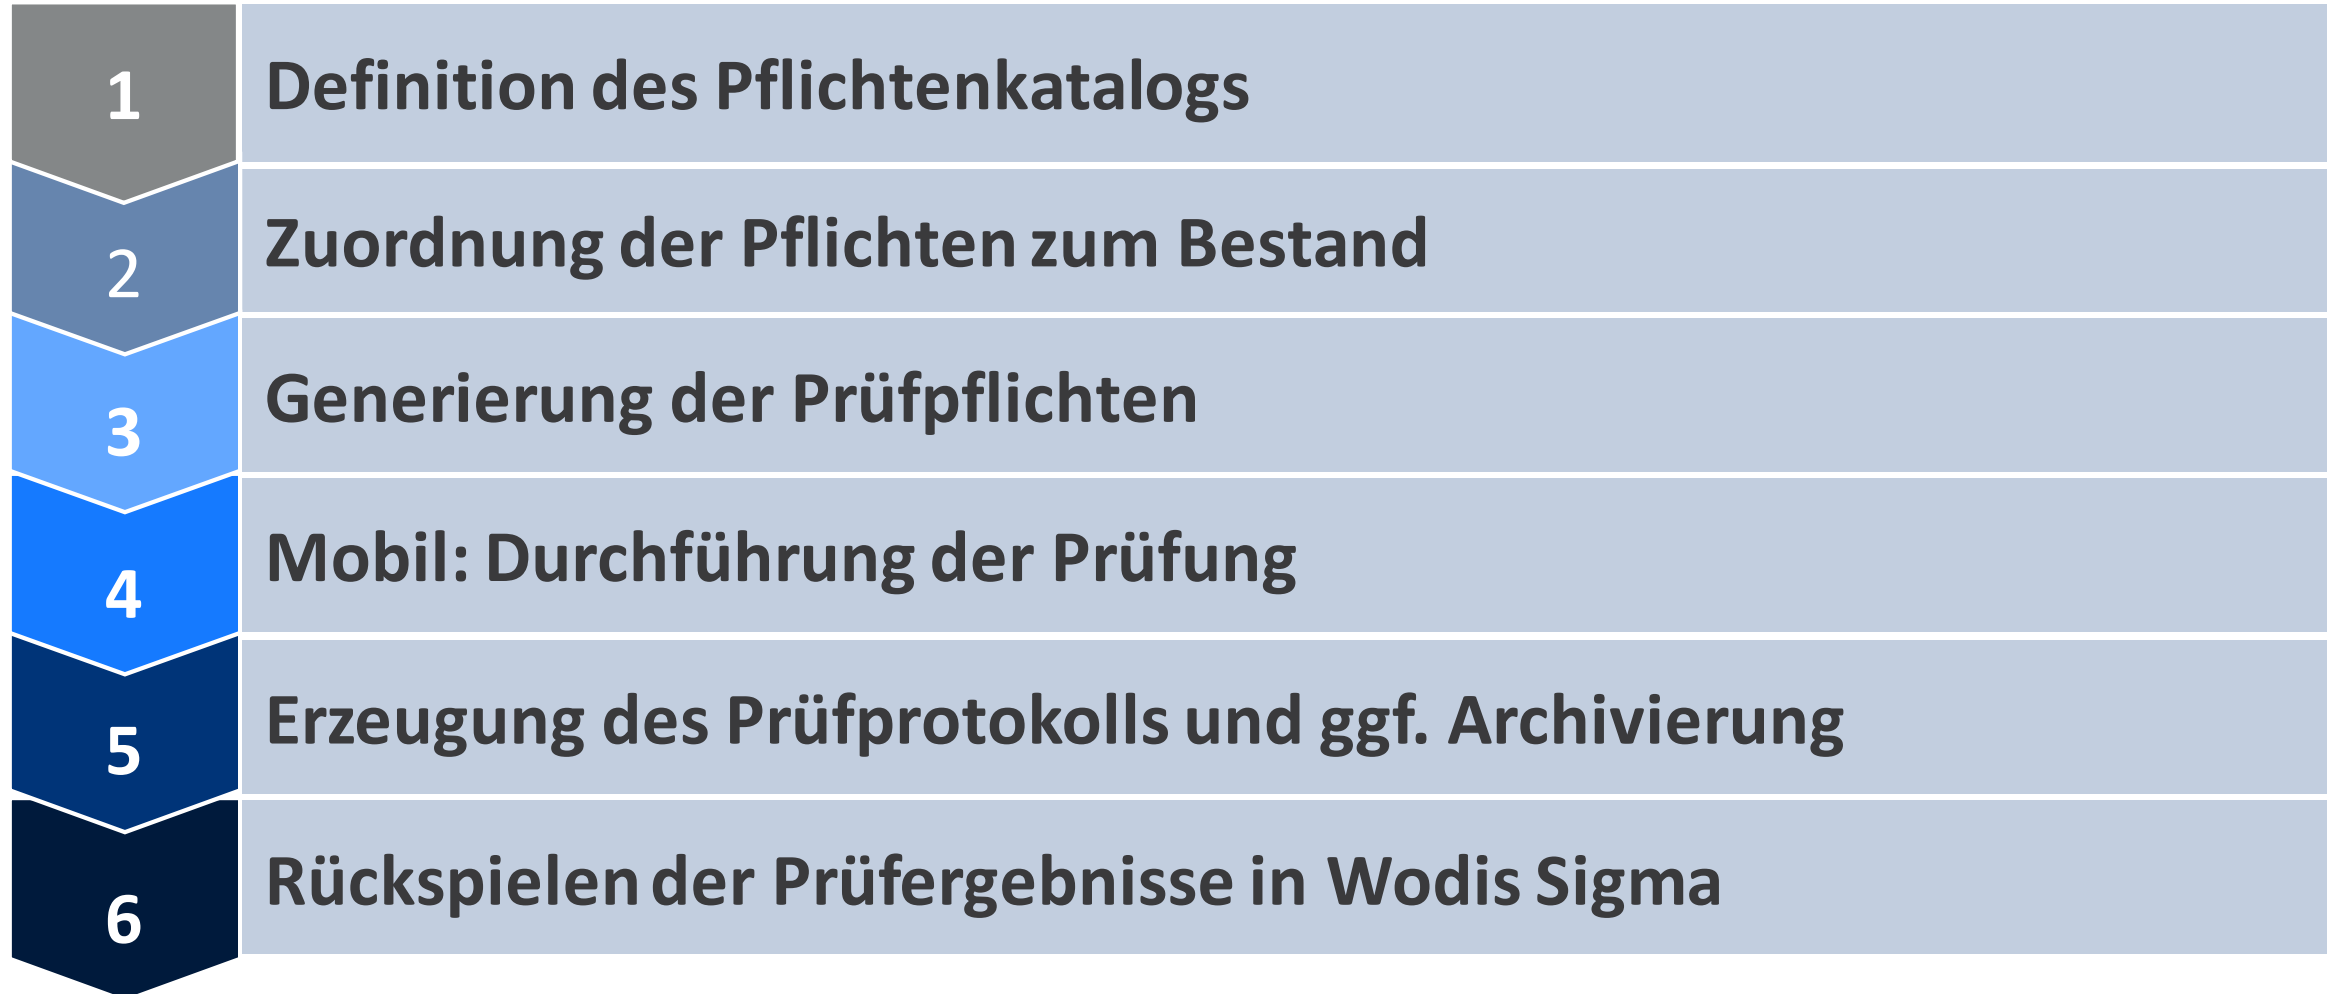 1
Definition des Pflichtenkatalogs
2
Zuordnung der Pflichten zum Bestand
3
Generierung der Prüfpflichten
4
Mobil: Durchführung der Prüfung
5
Erzeugung des Prüfprotokolls und ggf. Archivierung
6
Rückspielen der Prüfergebnisse in Wodis Sigma